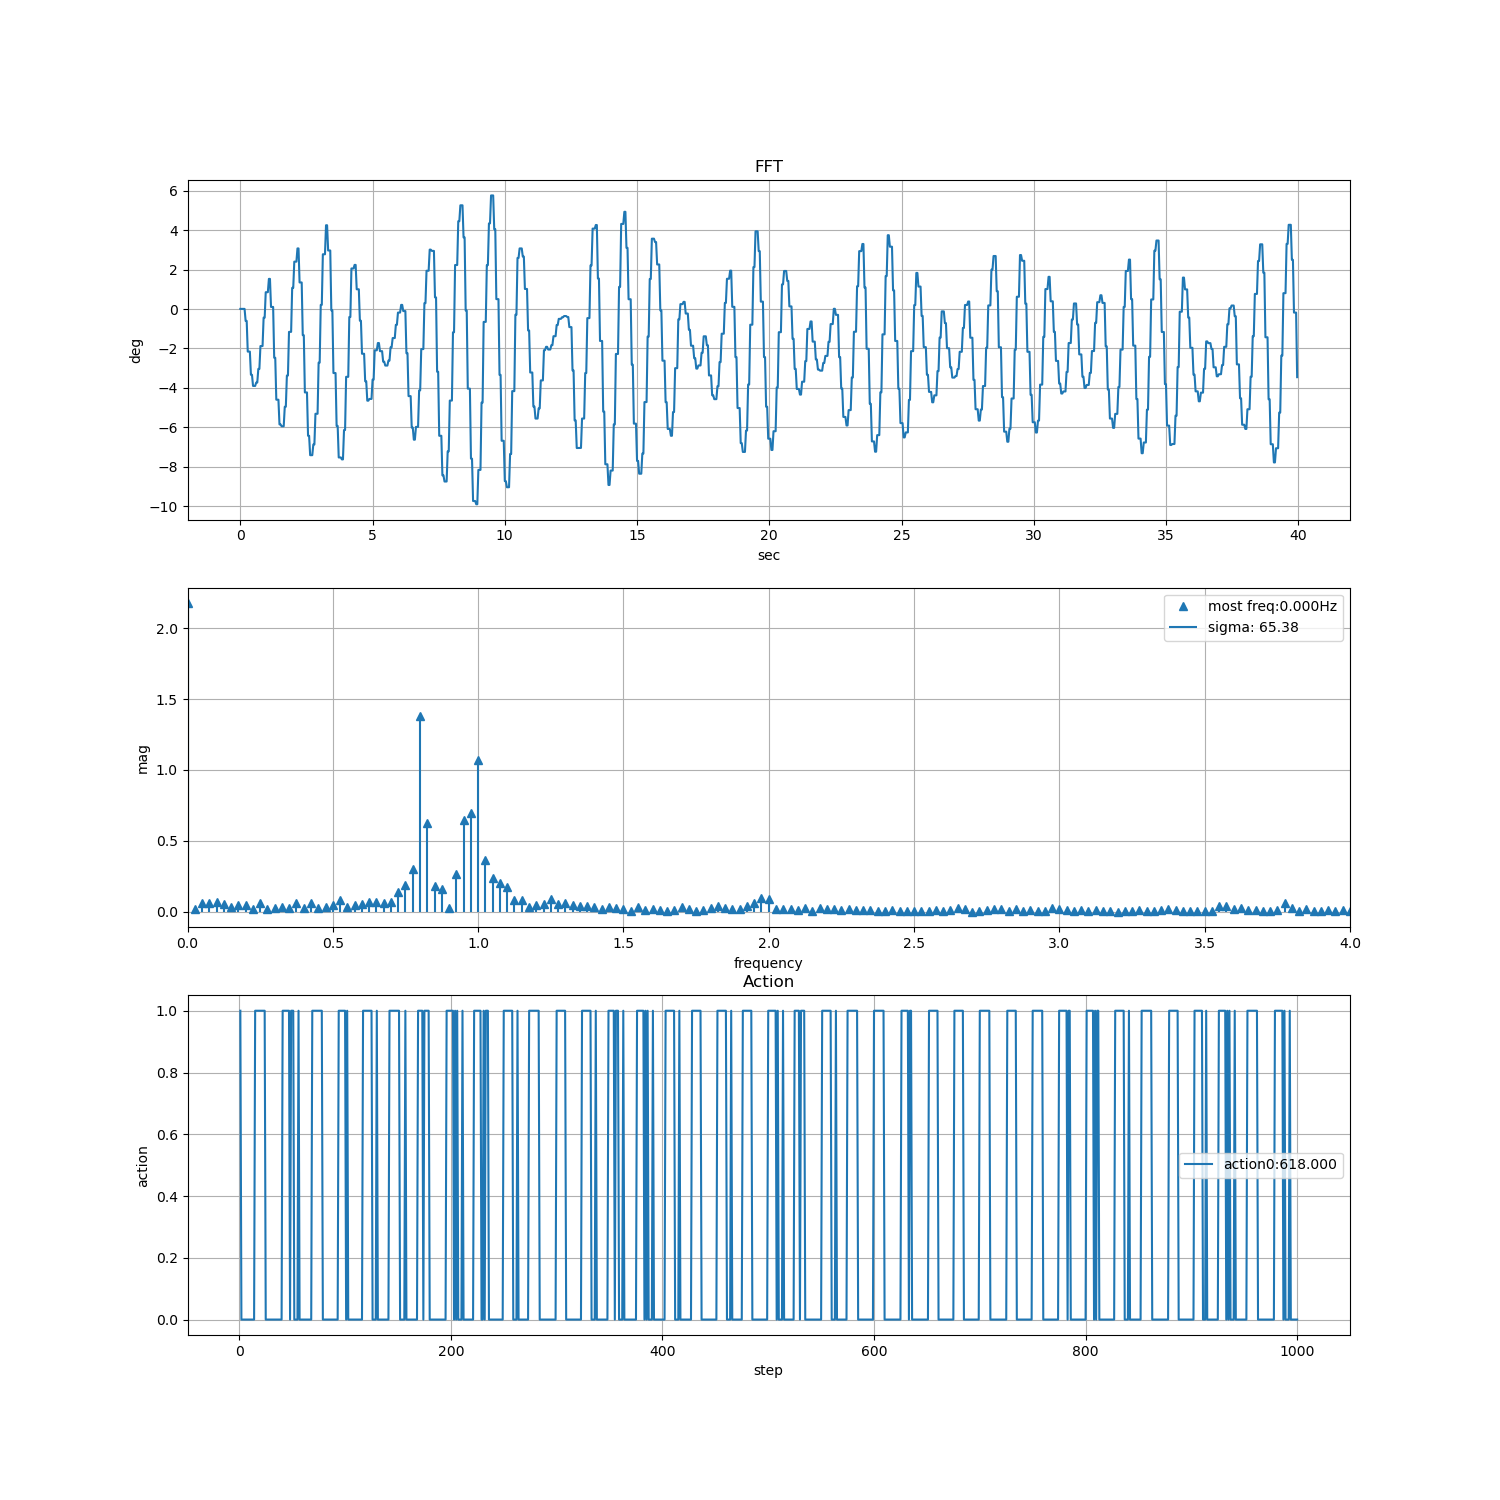 FFT
6
4
2
0
−2
−4
−6
−8
−10
deg
0 5 10 15 20 25 30 35 40
sec
most freq:0.000Hz
sigma: 65.38
2.0
1.5
1.0
0.5
0.0
mag
0.0 0.5 1.0 1.5 2.0 2.5 3.0 3.5 4.0
frequency
Action
1.0
0.8
0.6
0.4
0.2
0.0
action
action0:618.000
0 200 400 600 800 1000
step